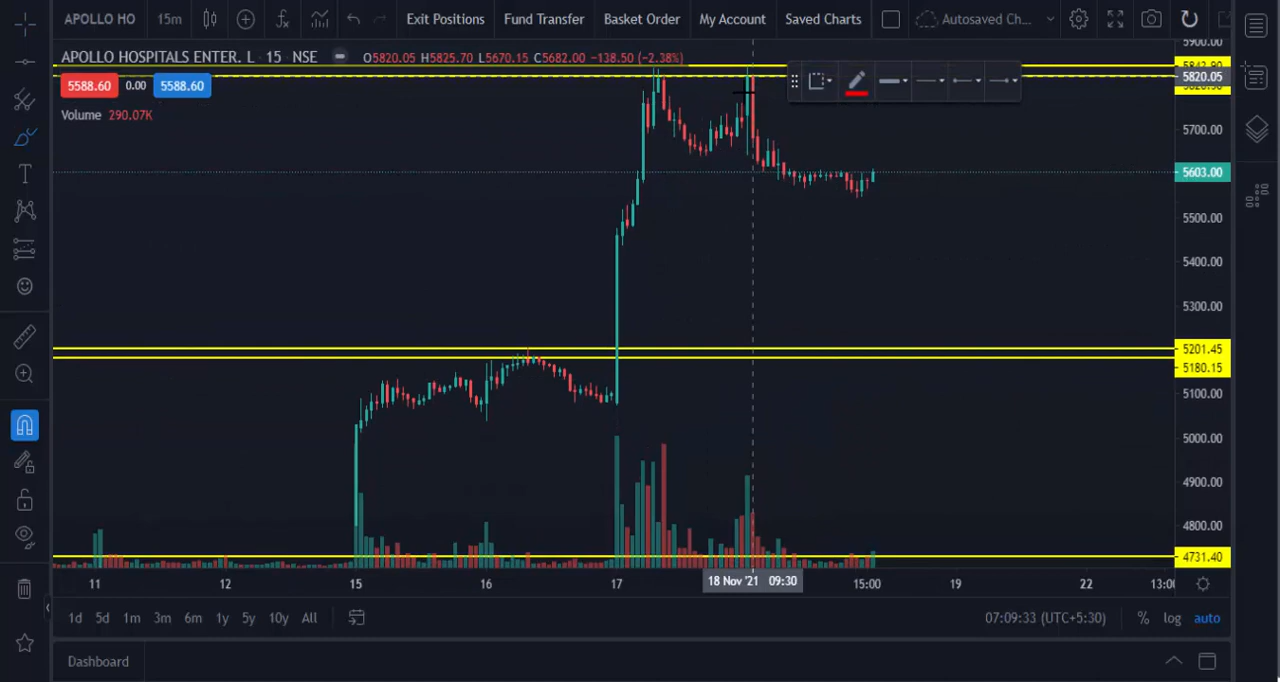 APOLLO HO 15m Exit Positions Fund Transfer Basket Order My Account Saved Charts Autosaved Ch...
APOLLO HOSPITALS ENTER. L 15 NSE O5820.05 H5825.70 L5670.15 C5682.00 −138.50 (−2.38%)
5588.60 0.00 5588.60
Volume 290.07K
5900.00
5820.05
5700.00
5603.00
5500.00
5400.00
5300.00
5201.45
5180.15
5100.00
5000.00
4900.00
4800.00
4731.40
11 12 15 16 17 18 Nov '21 09:30 15:00 19 22 13:0
1d 5d 1m 3m 6m 1y 5y 10y All 07:09:33 (UTC+5:30) % log auto
Dashboard